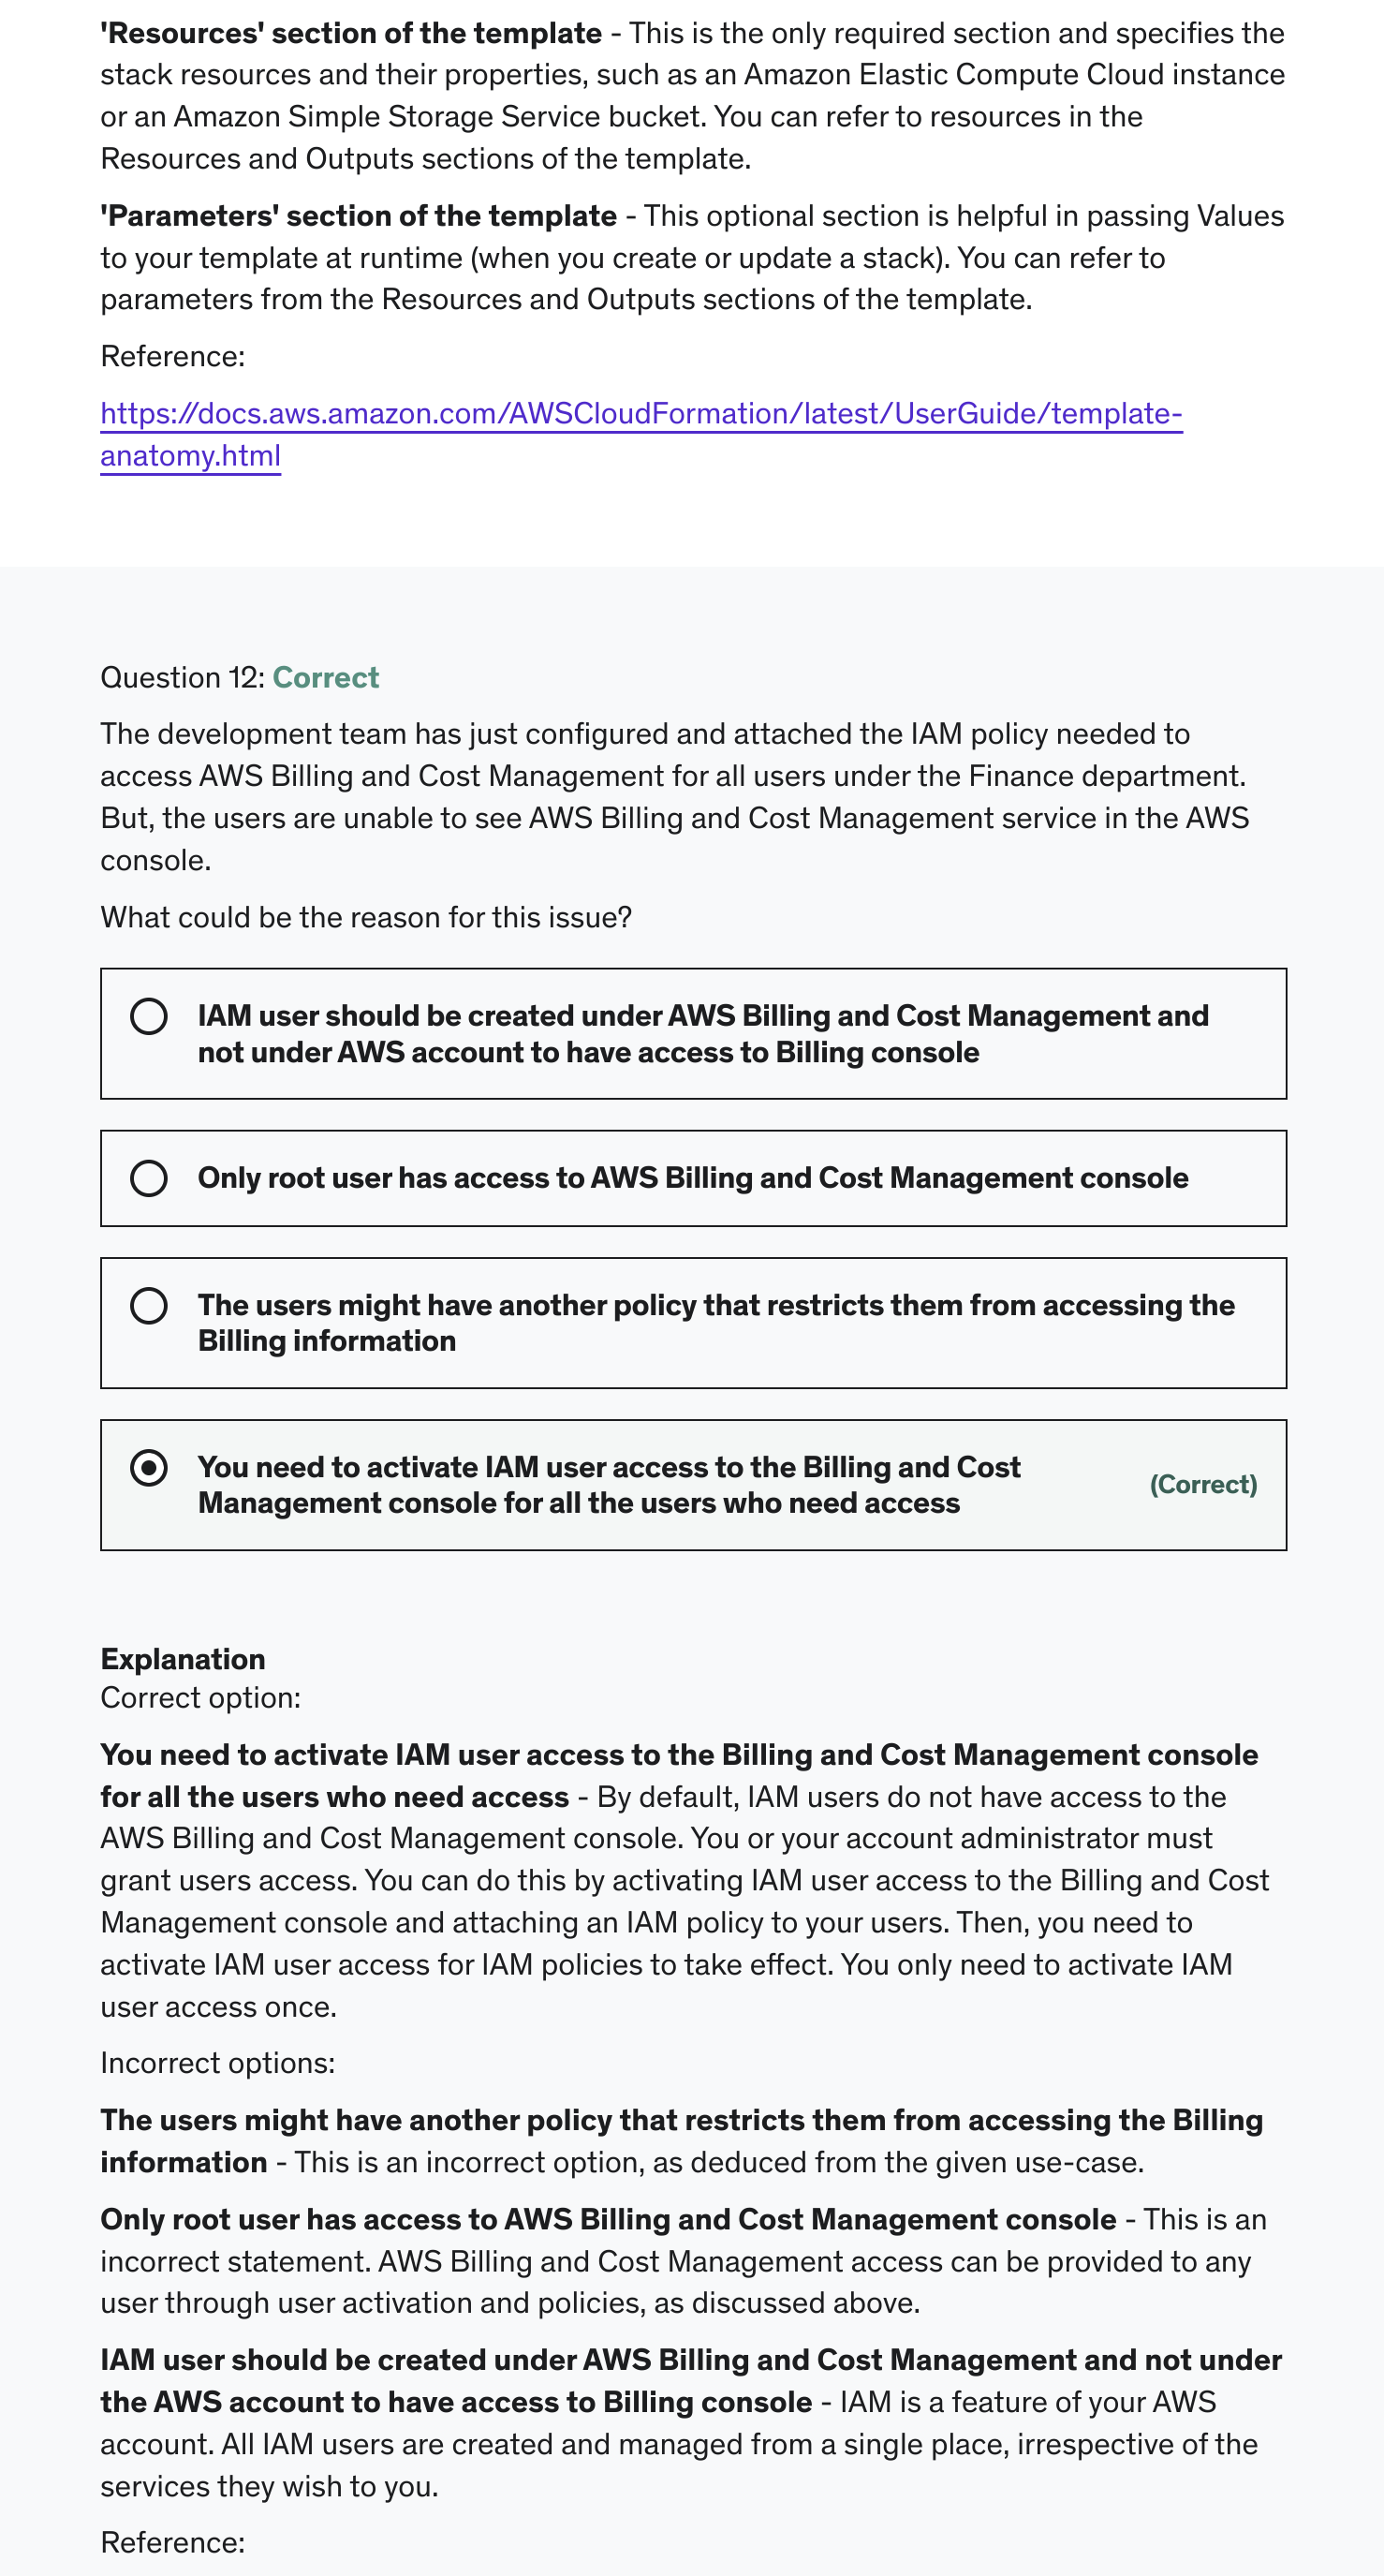 'Resources' section of the template - This is the only required section and specifies the
stack resources and their properties, such as an Amazon Elastic Compute Cloud instance
or an Amazon Simple Storage Service bucket. You can refer to resources in the
Resources and Outputs sections of the template.
'Parameters' section of the template - This optional section is helpful in passing Values
to your template at runtime (when you create or update a stack). You can refer to
parameters from the Resources and Outputs sections of the template.
Reference:
https://docs.aws.amazon.com/AWSCloudFormation/latest/UserGuide/template-
anatomy.html
Question 12: Correct
The development team has just configured and attached the IAM policy needed to
access AWS Billing and Cost Management for all users under the Finance department.
But, the users are unable to see AWS Billing and Cost Management service in the AWS
console.
What could be the reason for this issue?
IAM user should be created under AWS Billing and Cost Management and
not under AWS account to have access to Billing console
Only root user has access to AWS Billing and Cost Management console
The users might have another policy that restricts them from accessing the
Billing information
You need to activate IAM user access to the Billing and Cost
Management console for all the users who need access
(Correct)
Explanation
Correct option:
You need to activate IAM user access to the Billing and Cost Management console
for all the users who need access - By default, IAM users do not have access to the
AWS Billing and Cost Management console. You or your account administrator must
grant users access. You can do this by activating IAM user access to the Billing and Cost
Management console and attaching an IAM policy to your users. Then, you need to
activate IAM user access for IAM policies to take effect. You only need to activate IAM
user access once.
Incorrect options:
The users might have another policy that restricts them from accessing the Billing
information - This is an incorrect option, as deduced from the given use-case.
Only root user has access to AWS Billing and Cost Management console - This is an
incorrect statement. AWS Billing and Cost Management access can be provided to any
user through user activation and policies, as discussed above.
IAM user should be created under AWS Billing and Cost Management and not under
the AWS account to have access to Billing console - IAM is a feature of your AWS
account. All IAM users are created and managed from a single place, irrespective of the
services they wish to you.
Reference: